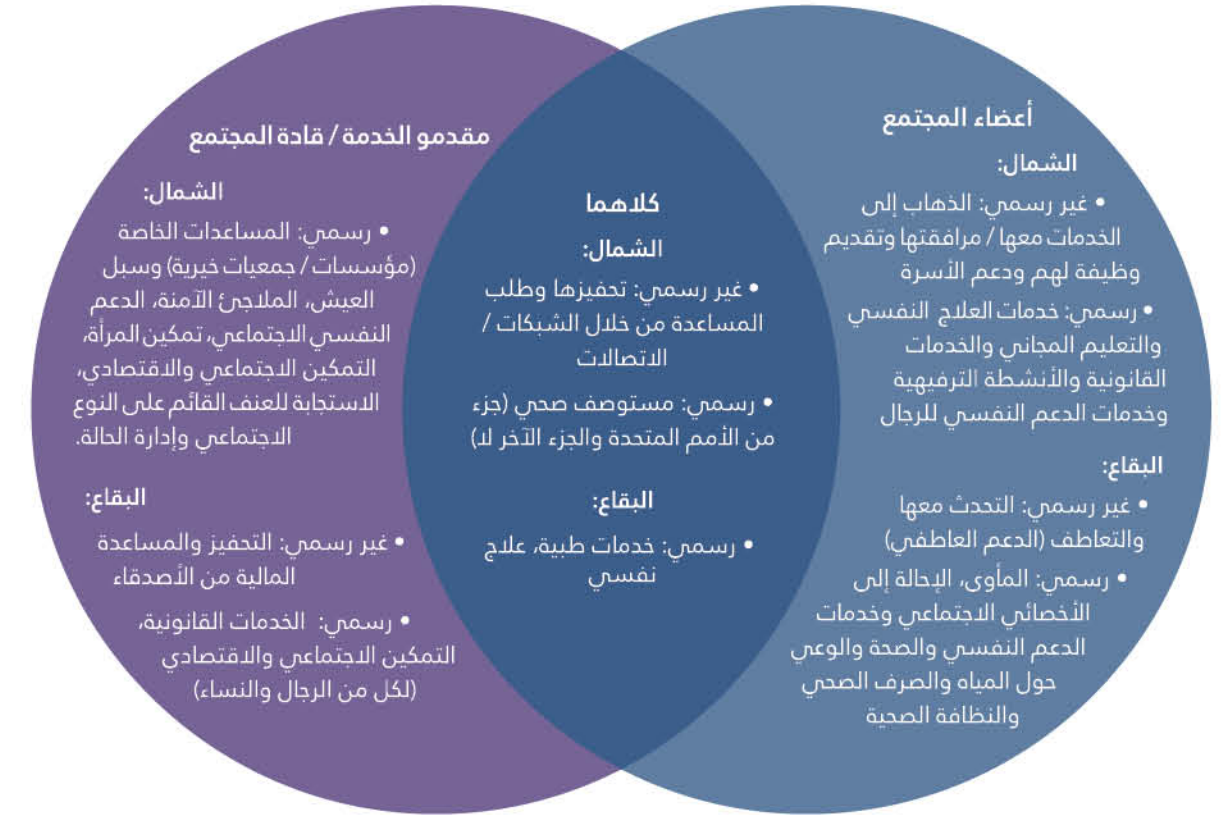 أعضاء المجتمع
الشمال:
• غير رسمي: الذهاب إلى
الخدمات معها / مرافقتها وتقديم
وظيفة لهم ودعم الأسرة
• رسمي: خدمات العلاج النفسي
والتعليم المجاني والخدمات
القانونية والأنشطة الترفيهية
وخدمات الدعم النفسي للرجال
البقاع:
• غير رسمي: التحدث معها
والتعاطف (الدعم العاطفي)
• رسمي: المأوى، الإحالة إلى
الأخصائي الاجتماعي وخدمات
الدعم النفسي والصحة والوعي
حول المياه والصرف الصحي
والنظافة الصحية
كلاهما
الشمال:
• غير رسمي: تحفيزها وطلب
المساعدة من خلال الشبكات /
الاتصالات
• رسمي: مستوصف صحي (جزء
من الأمم المتحدة والجزء الآخر لا)
البقاع:
• رسمي: خدمات طبية، علاج
نفسي
مقدمو الخدمة / قادة المجتمع
الشمال:
• رسمي: المساعدات الخاصة
(مؤسسات / جمعيات خيرية) وسبل
العيش، الملاجئ الآمنة، الدعم
النفسي الاجتماعي، تمكين المرأة،
التمكين الاجتماعي والاقتصادي،
الاستجابة للعنف القائم على النوع
الاجتماعي وإدارة الحالة.
البقاع:
• غير رسمي: التحفيز والمساعدة
المالية من الأصدقاء
• رسمي: الخدمات القانونية،
التمكين الاجتماعي والاقتصادي
(لكل من الرجال والنساء)